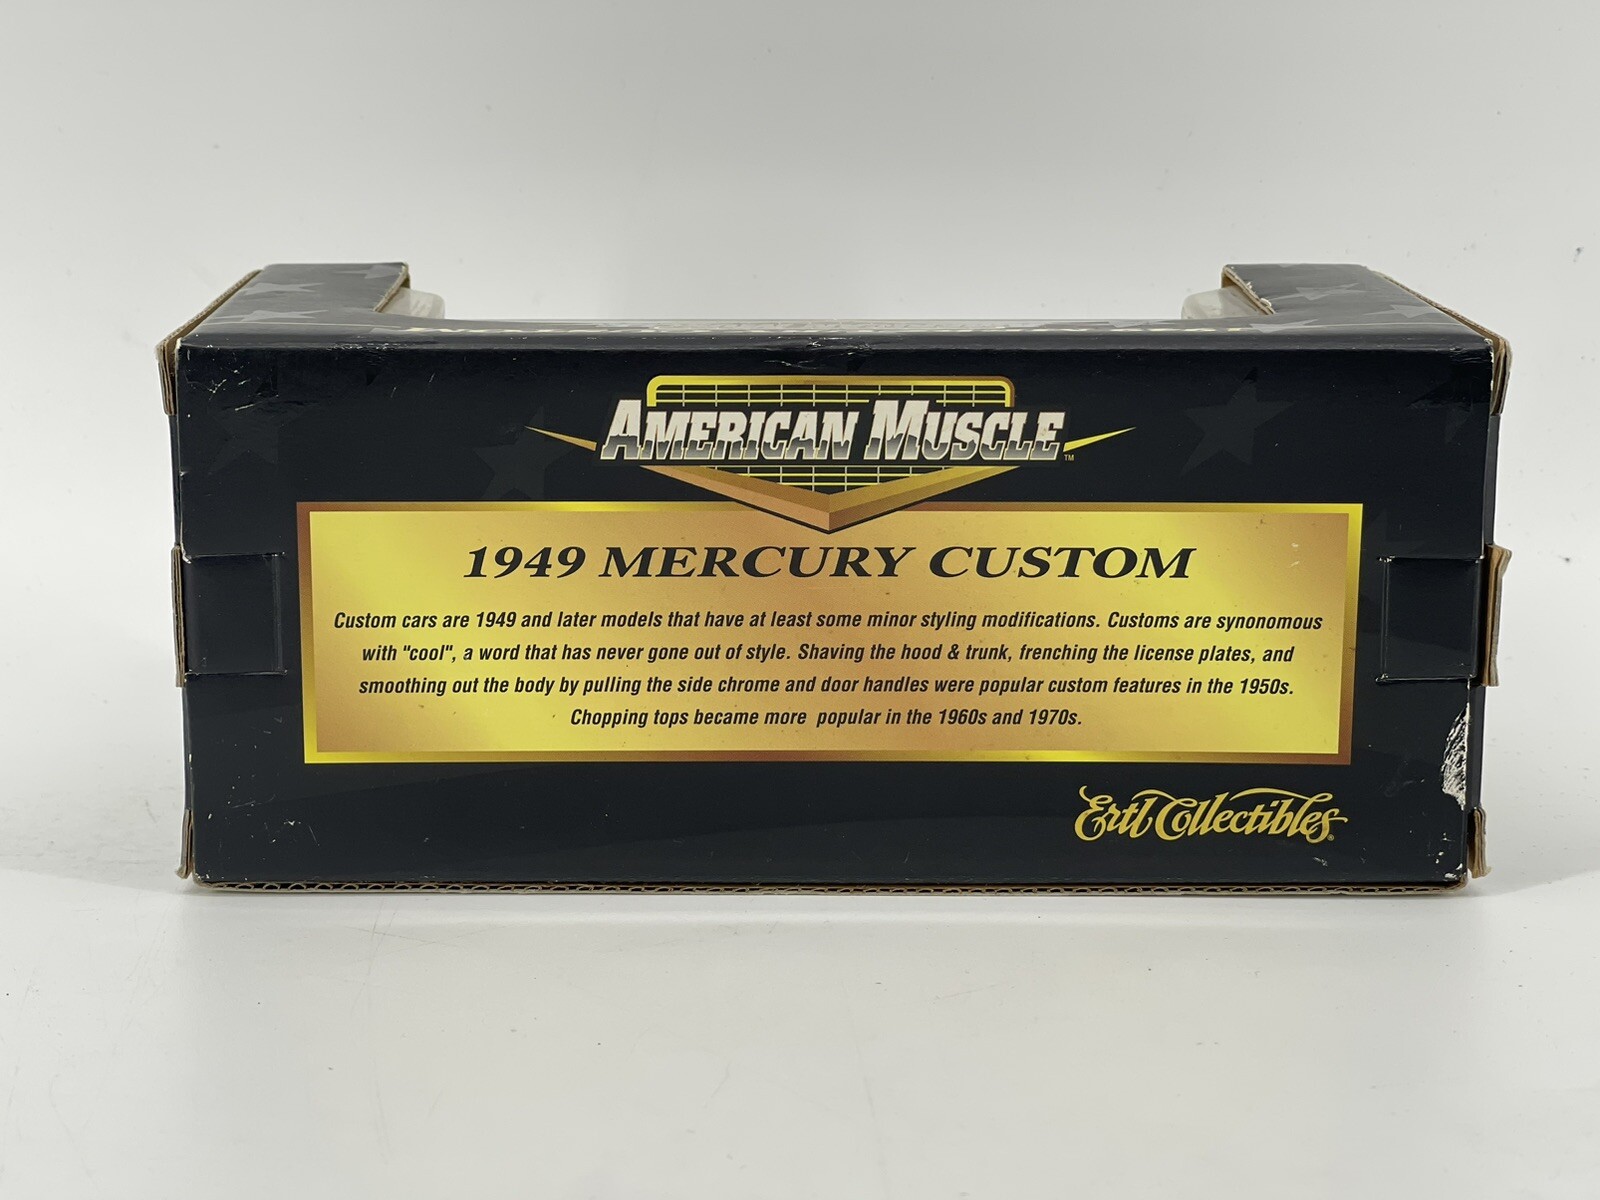 AMERICAN MUSCLE™
1949 MERCURY CUSTOM
Custom cars are 1949 and later models that have at least some minor styling modifications. Customs are synonomous
with "cool", a word that has never gone out of style. Shaving the hood & trunk, frenching the license plates, and
smoothing out the body by pulling the side chrome and door handles were popular custom features in the 1950s.
Chopping tops became more popular in the 1960s and 1970s.
Ertl Collectibles®